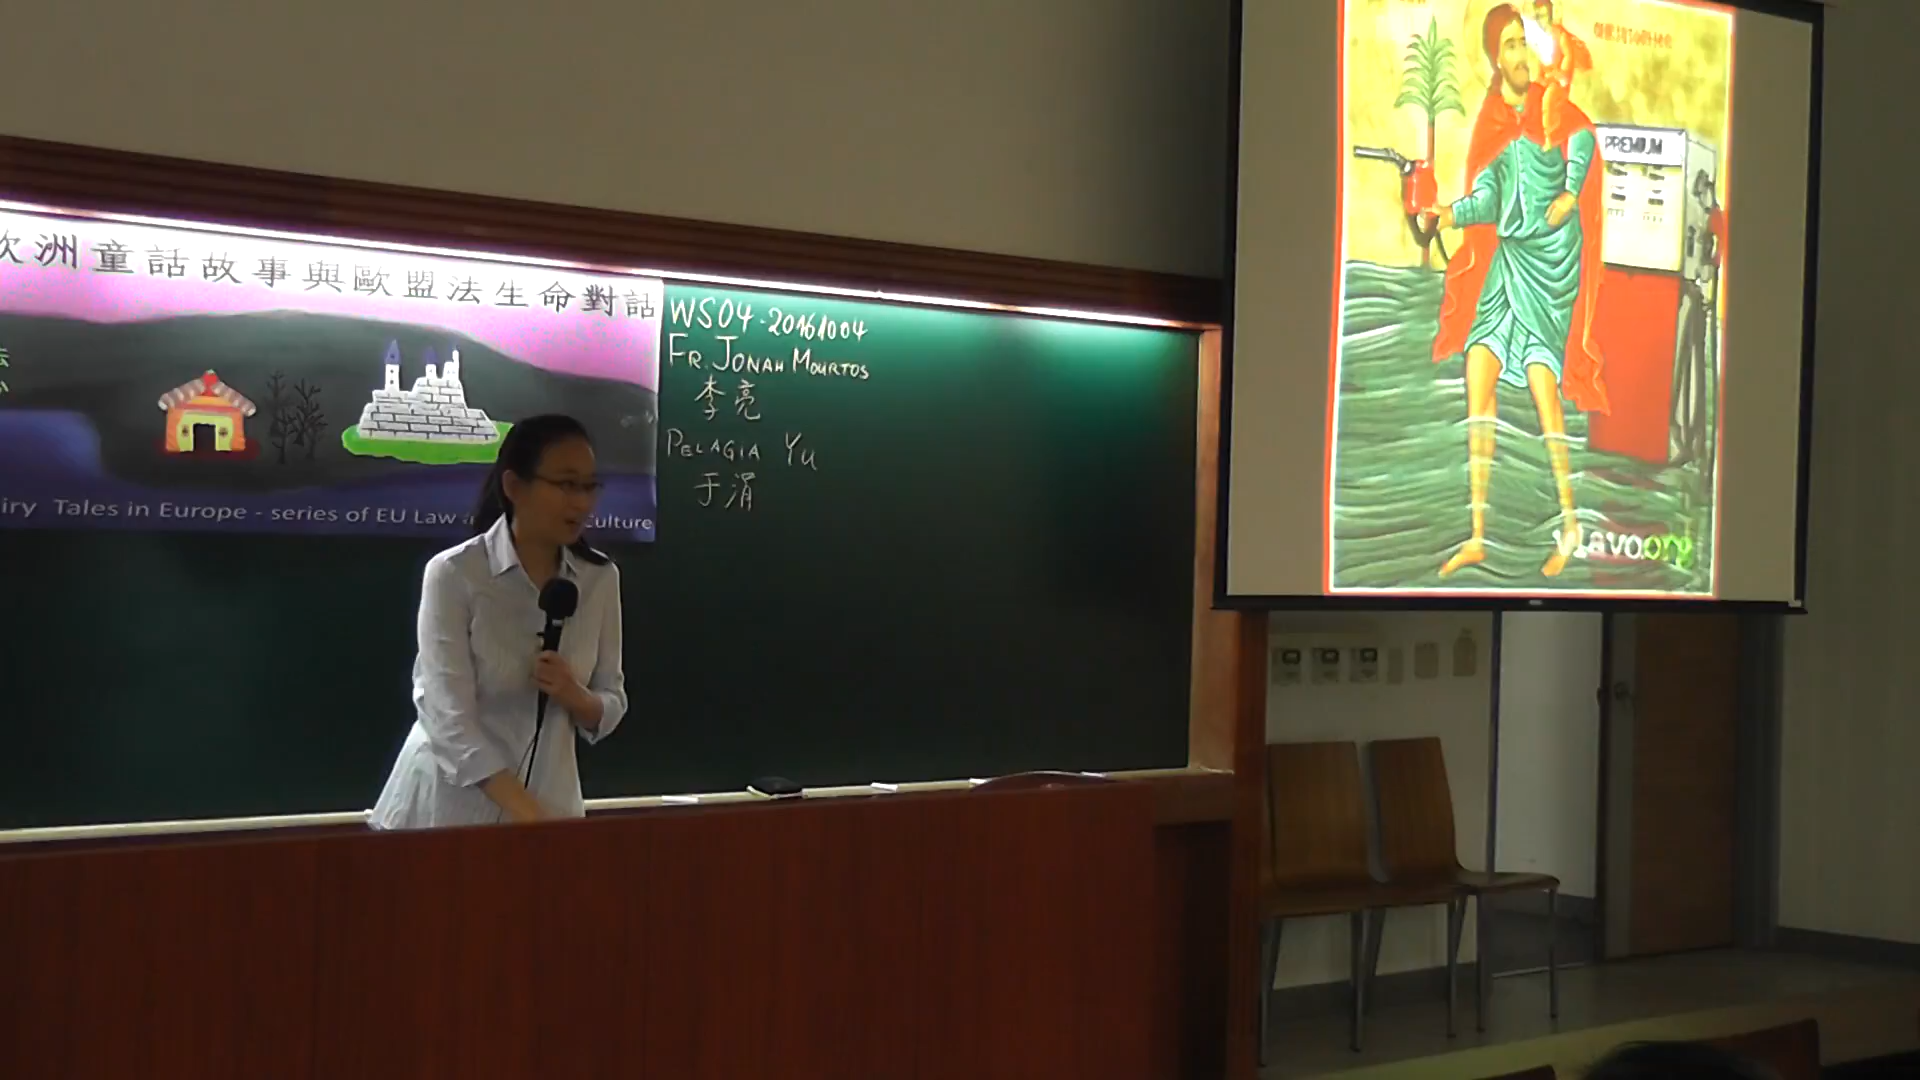 洲童話故事與歐盟法生命對話
iry Tales in Europe - series of EU Law
Culture
WS04-20161004
FR. JONAH MOURTOS
李亮
PELAGIA YU
于涓
PREMIUM
vlavo.org